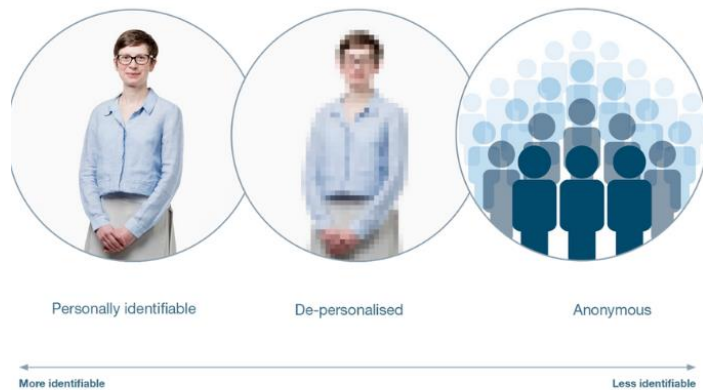 Personally identifiable
De-personalised
Anonymous
More identifiable
Less identifiable